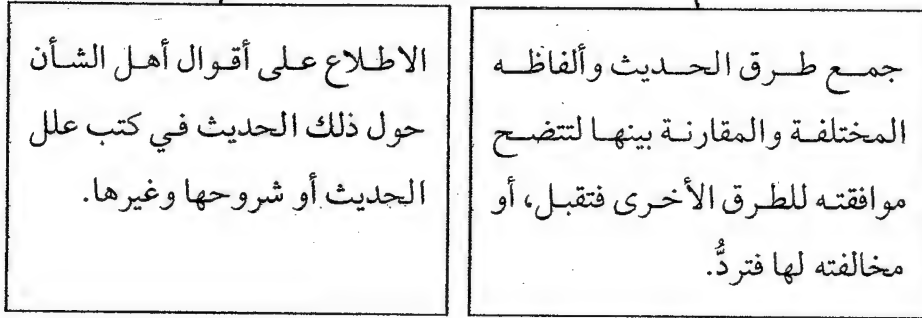 جمع طرق الحديث وألفاظه
المختلفة والمقارنة بينها لتتضح
موافقته للطرق الأخرى فتقبل، أو
مخالفته لها فتردُّ.
الاطلاع على أقوال أهل الشأن
حول ذلك الحديث في كتب علل
الحديث أو شروحها وغيرها.